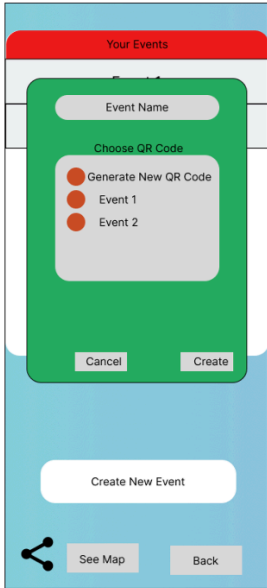 Your Events
Event Name
Choose QR Code
Generate New QR Code
Event 1
Event 2
Cancel Create
Create New Event
See Map Back